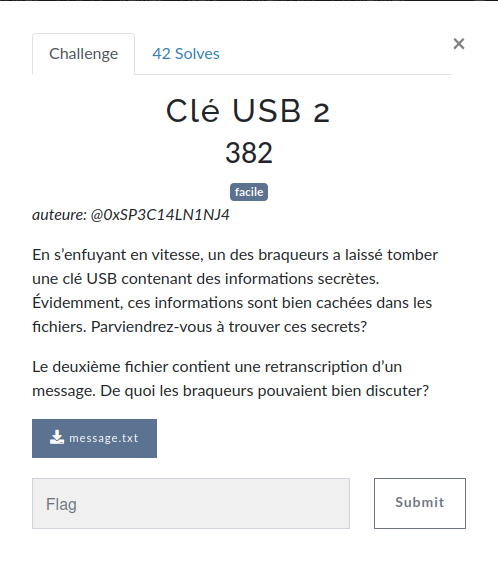 Challenge
42 Solves
×
Clé USB 2
382
facile
auteure: @0xSP3C14LN1NJ4
En s’enfuyant en vitesse, un des braqueurs a laissé tomber
une clé USB contenant des informations secrètes.
Évidemment, ces informations sont bien cachées dans les
fichiers. Parviendrez-vous à trouver ces secrets?
Le deuxième fichier contient une retranscription d’un
message. De quoi les braqueurs pouvaient bien discuter?
message.txt
Flag
Submit